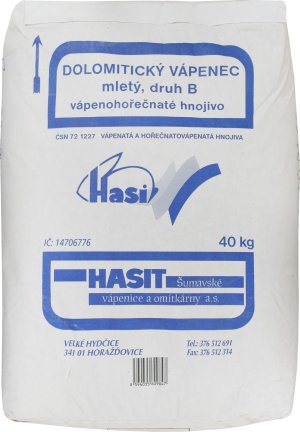 DOLOMITICKÝ VÁPENEC
mletý, druh B
vápenohořečnaté hnojivo
ČSN 72 1227 VÁPENATÁ A HOŘEČNATOVÁPENATÁ HNOJIVA
Hasit
IČ: 14706776 40 kg
HASIT Šumavské
vápenice a omítkárny a.s.
VELKÉ HYDČICE Tel.: 376 512 691
341 01 HORAŽĎOVICE Fax: 376 512 314